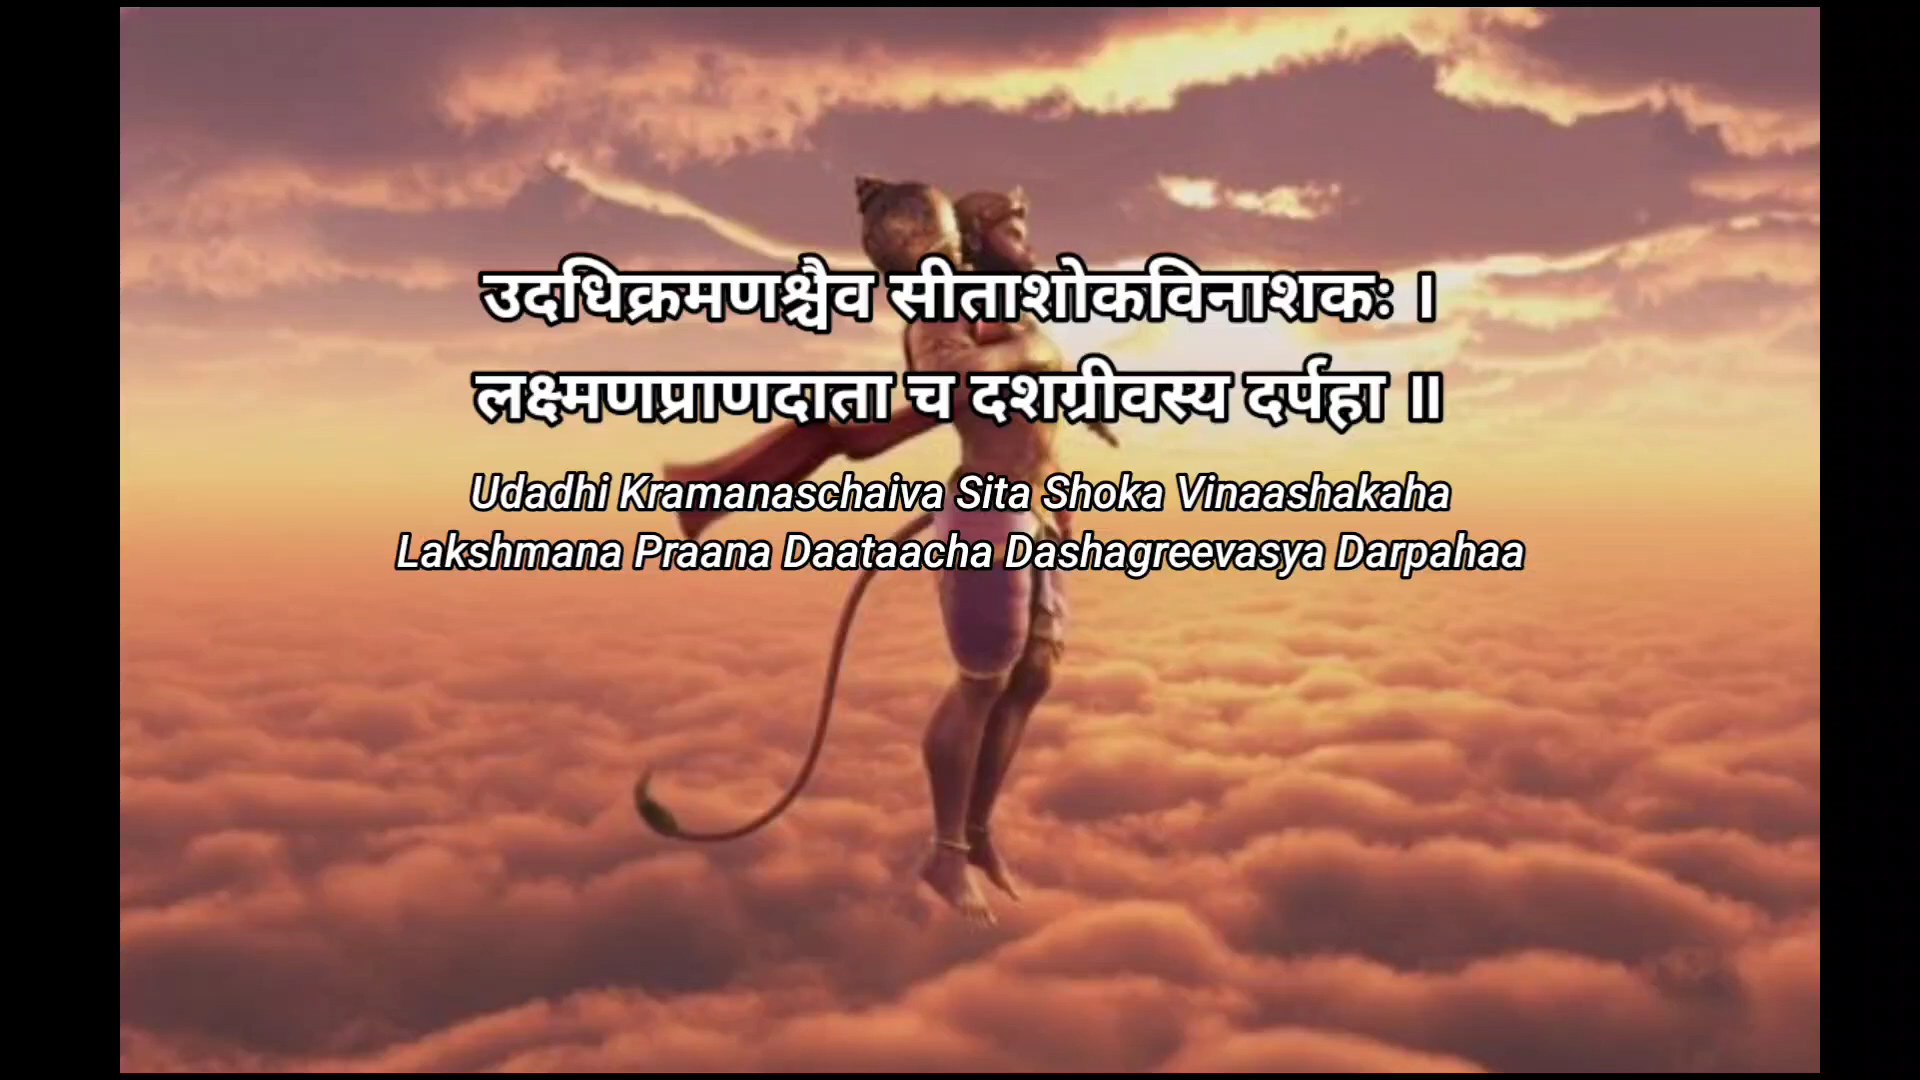 उदधिक्रमणश्चैव सीताशोकविनाशकः ।
लक्ष्मणप्राणदाता च दशग्रीवस्य दर्पहा ॥
Udadhi Kramanaschaiva Sita Shoka Vinaashakaha
Lakshmana Praana Daataacha Dashagreevasya Darpahaa